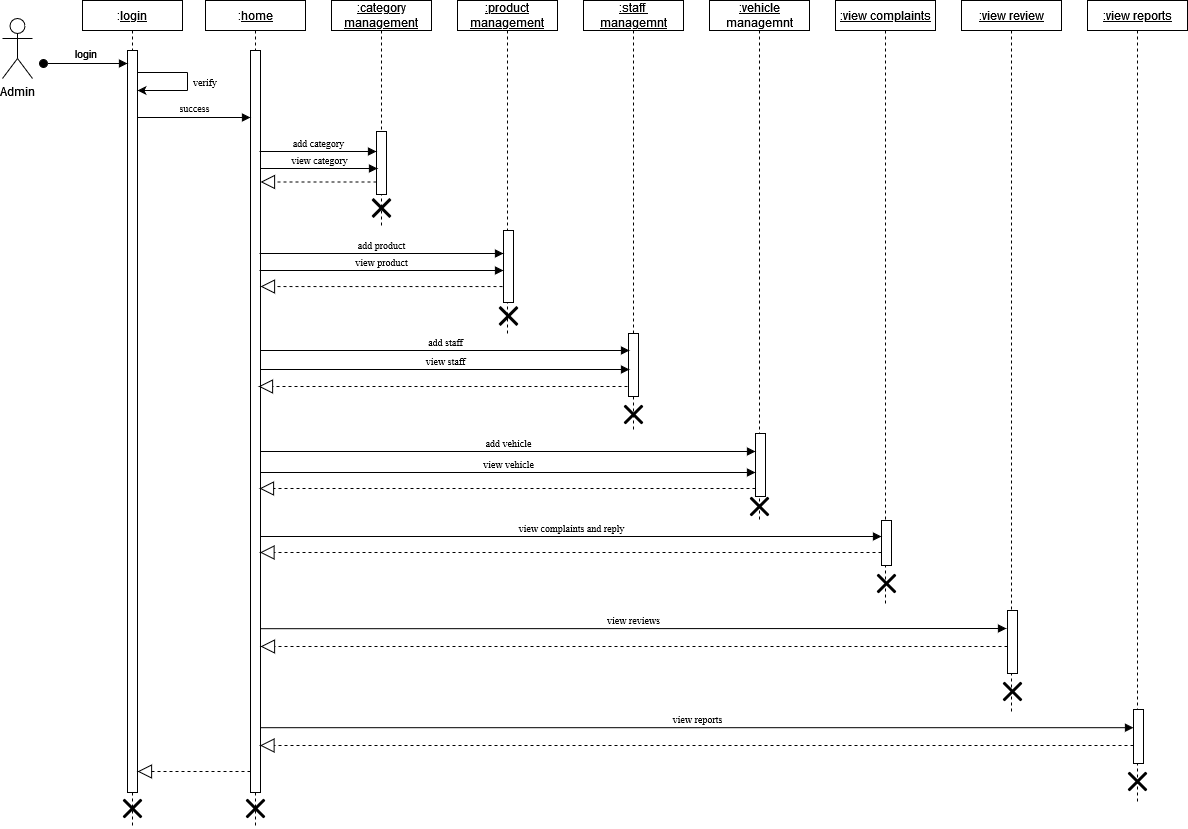 :login
:home
:category
management
:product
management
:staff
managemnt
:vehicle
managemnt
:view complaints
:view review
:view reports
Admin
login
verify
success
add category
view category
add product
view product
add staff
view staff
add vehicle
view vehicle
view complaints and reply
view reviews
view reports